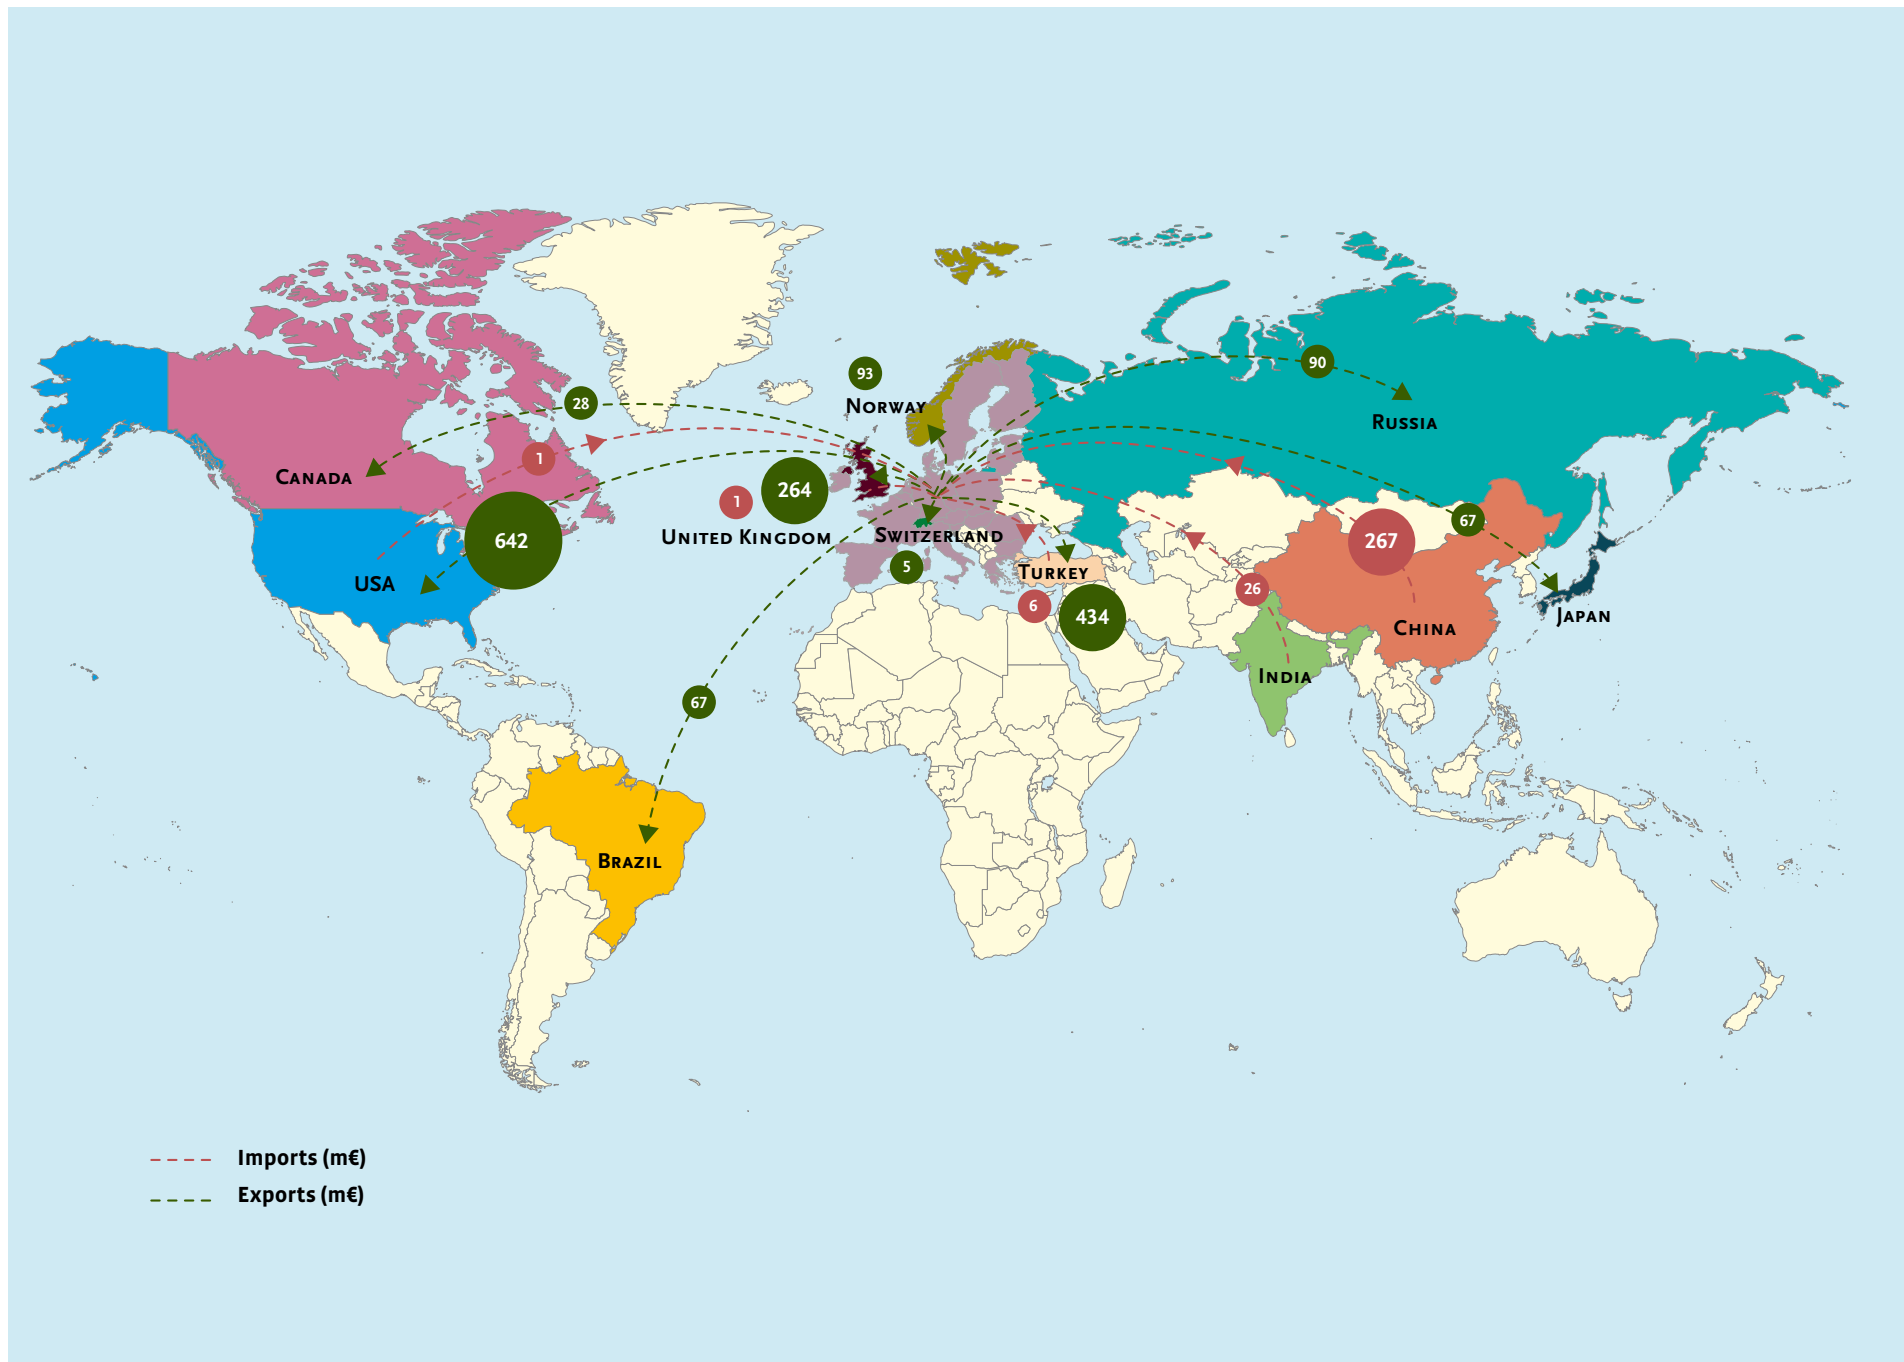 93
Norway
90
Russia
28
Canada
1
264
1
United Kingdom
Switzerland
5
642
USA
Turkey
6
434
267
67
26
China
Japan
India
67
Brazil
Imports (m€)
Exports (m€)